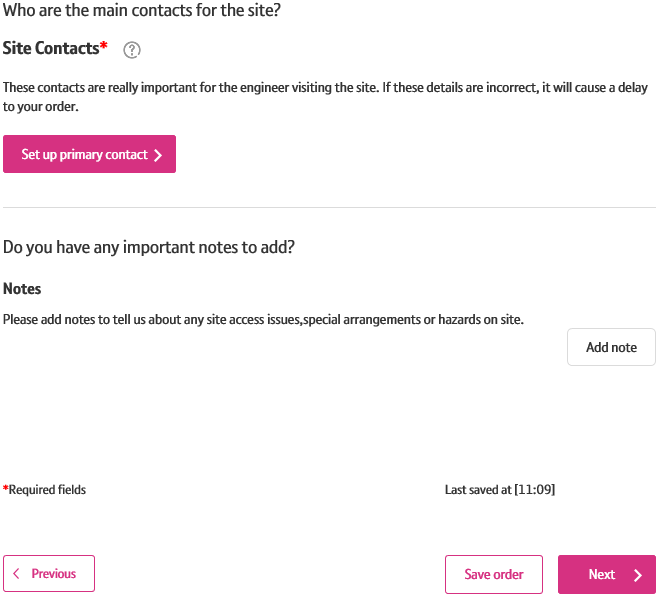 Who are the main contacts for the site?
Site Contacts* ?
These contacts are really important for the engineer visiting the site. If these details are incorrect, it will cause a delay
to your order.
Set up primary contact
Do you have any important notes to add?
Notes
Please add notes to tell us about any site access issues,special arrangements or hazards on site.
Add note
*Required fields
Last saved at [11:09]
Previous
Save order
Next